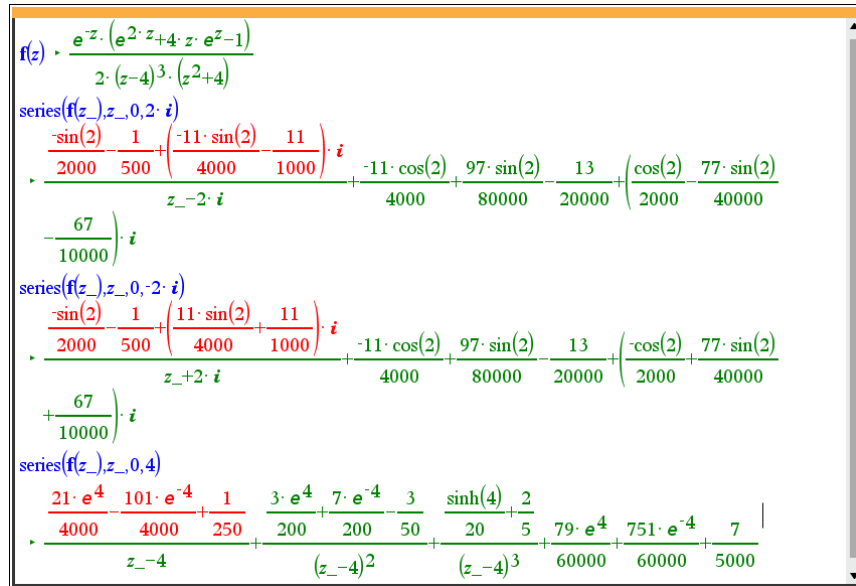 f(z) ▸ e^-z·(e^2·z+4·z·e^z-1)/(2·(z-4)^3·(z^2+4))
series(f(z_),z_,0,2·i)
▸ (-sin(2)/2000-1/500+(-11·sin(2)/4000-11/1000)·i)/(z_-2·i)+-11·cos(2)/4000+97·sin(2)/80000-13/20000+(cos(2)/2000-77·sin(2)/40000
-67/10000)·i
series(f(z_),z_,0,-2·i)
▸ (-sin(2)/2000-1/500+(11·sin(2)/4000+11/1000)·i)/(z_+2·i)+-11·cos(2)/4000+97·sin(2)/80000-13/20000+(-cos(2)/2000+77·sin(2)/40000
+67/10000)·i
series(f(z_),z_,0,4)
▸ (21·e^4/4000-101·e^-4/4000+1/250)/(z_-4)+(3·e^4/200+7·e^-4/200-3/50)/(z_-4)^2+(sinh(4)/20+2/5)/(z_-4)^3+79·e^4/60000+751·e^-4/60000+7/5000